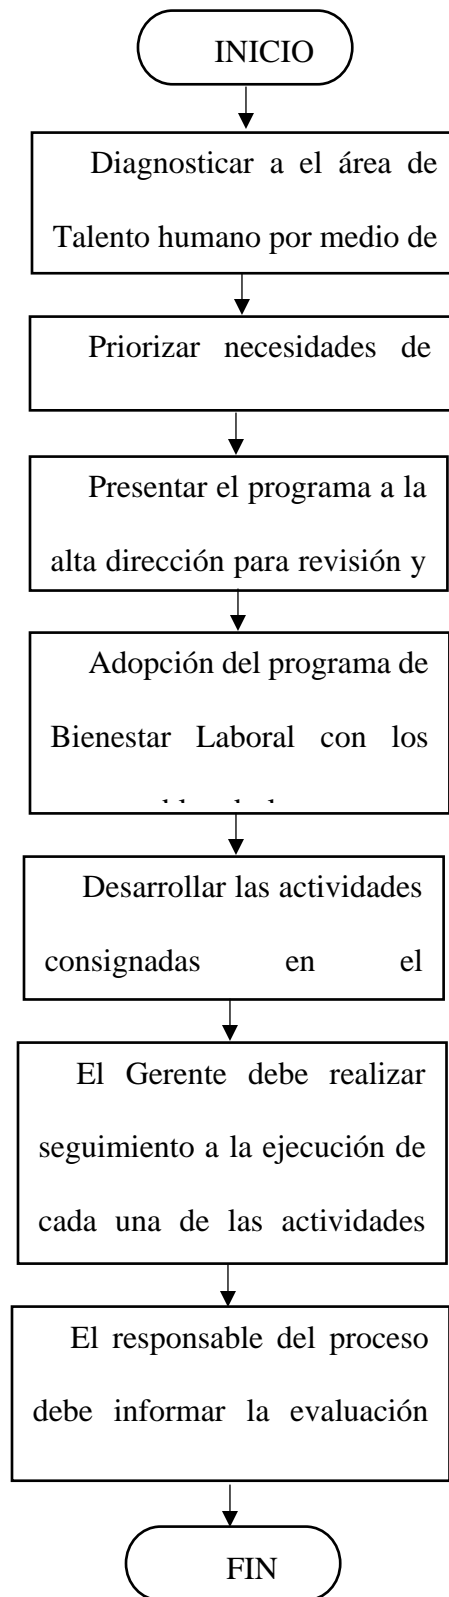 INICIO
Diagnosticar a el área de
Talento humano por medio de
Priorizar necesidades de
Presentar el programa a la
alta dirección para revisión y
Adopción del programa de
Bienestar Laboral con los
Desarrollar las actividades
consignadas en el
El Gerente debe realizar
seguimiento a la ejecución de
cada una de las actividades
El responsable del proceso
debe informar la evaluación
FIN